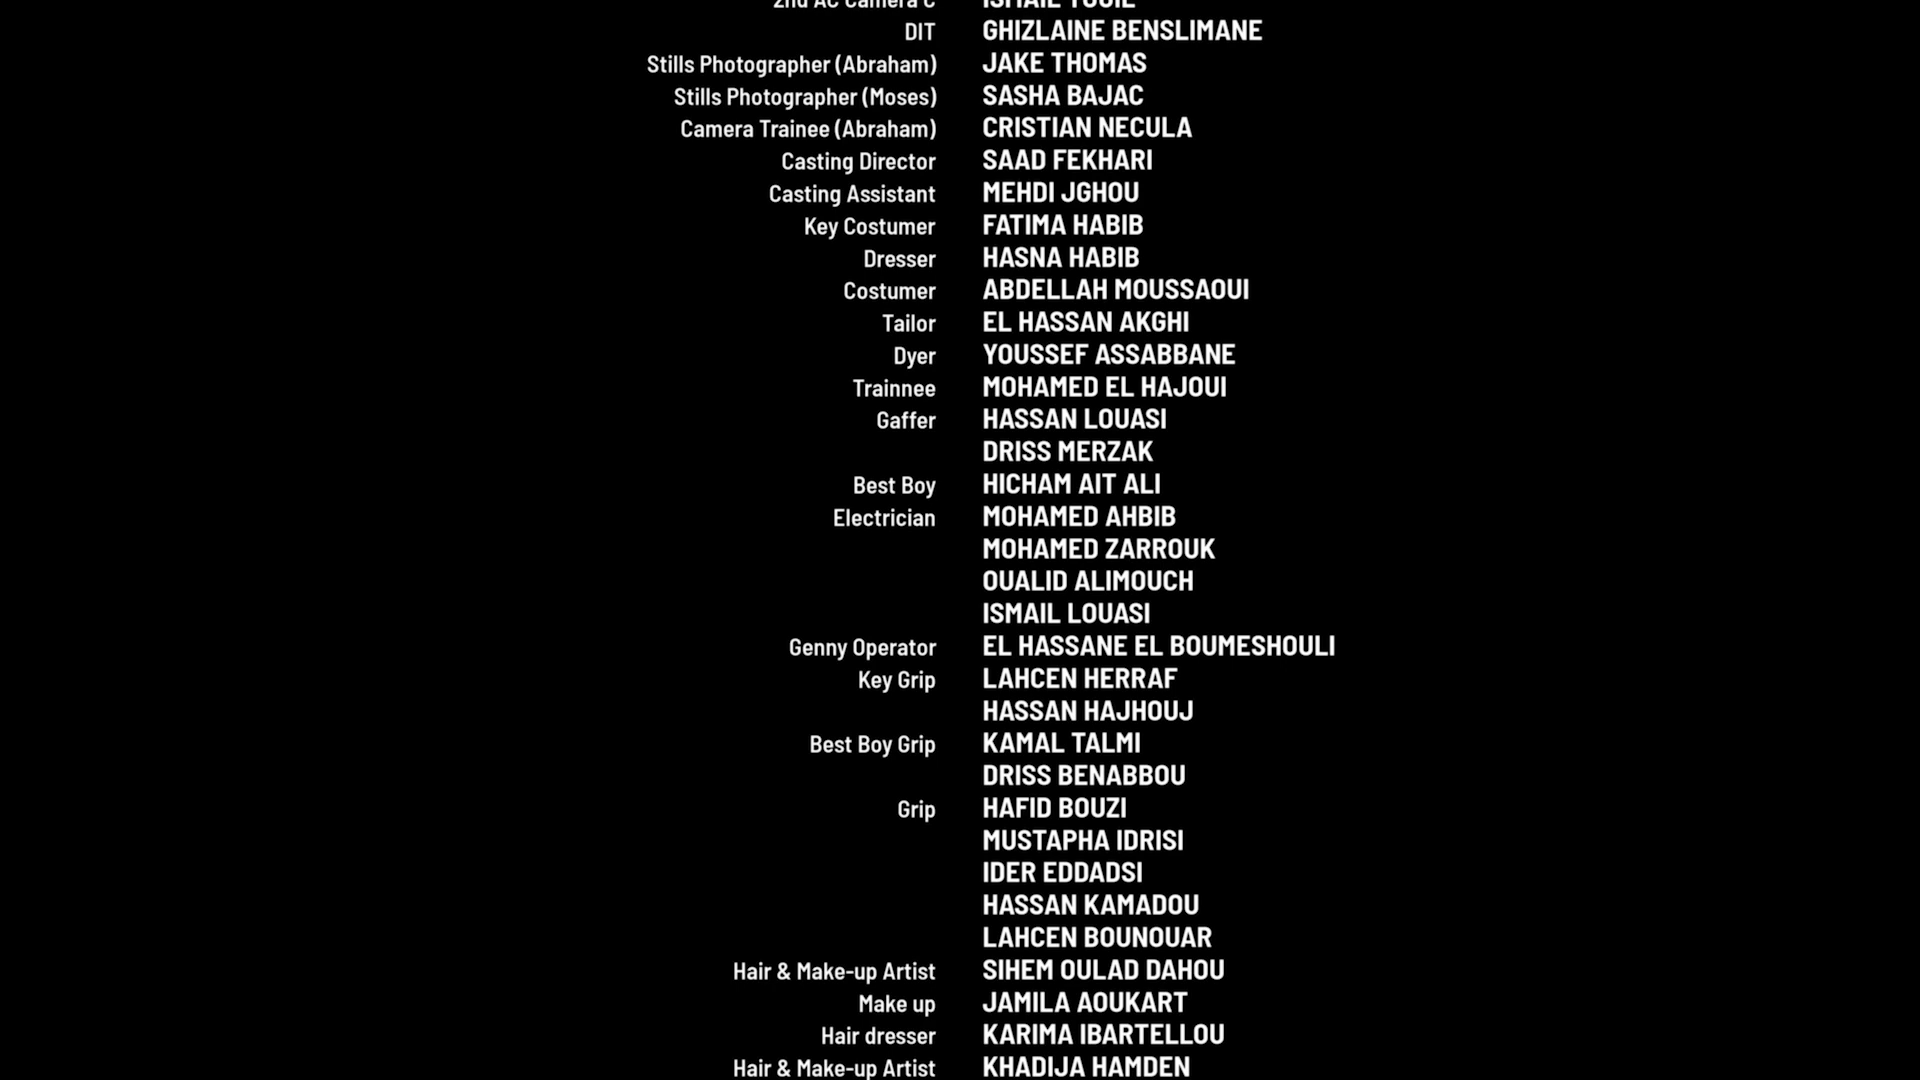 2nd AC Camera C ISMAIL YOUIL
DIT GHIZLAINE BENSLIMANE
Stills Photographer (Abraham) JAKE THOMAS
Stills Photographer (Moses) SASHA BAJAC
Camera Trainee (Abraham) CRISTIAN NECULA
Casting Director SAAD FEKHARI
Casting Assistant MEHDI JGHOU
Key Costumer FATIMA HABIB
Dresser HASNA HABIB
Costumer ABDELLAH MOUSSAOUI
Tailor EL HASSAN AKGHI
Dyer YOUSSEF ASSABBANE
Trainnee MOHAMED EL HAJOUI
Gaffer HASSAN LOUASI
DRISS MERZAK
Best Boy HICHAM AIT ALI
Electrician MOHAMED AHBIB
MOHAMED ZARROUK
OUALID ALIMOUCH
ISMAIL LOUASI
Genny Operator EL HASSANE EL BOUMESHOULI
Key Grip LAHCEN HERRAF
HASSAN HAJHOUJ
Best Boy Grip KAMAL TALMI
DRISS BENABBOU
Grip HAFID BOUZI
MUSTAPHA IDRISI
IDER EDDADSI
HASSAN KAMADOU
LAHCEN BOUNOUAR
Hair & Make-up Artist SIHEM OULAD DAHOU
Make up JAMILA AOUKART
Hair dresser KARIMA IBARTELLOU
Hair & Make-up Artist KHADIJA HAMDEN